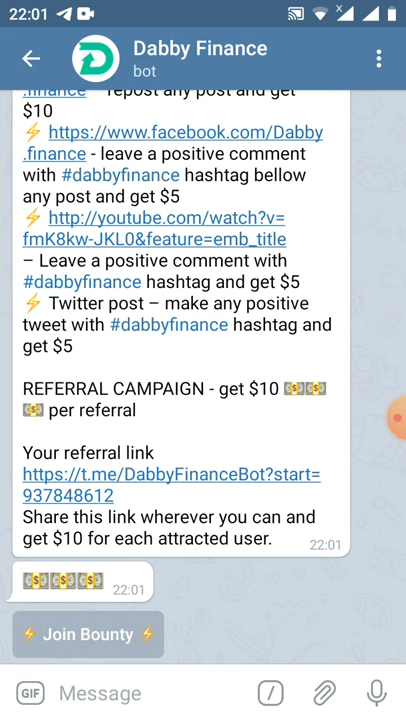 22:01
Dabby Finance
bot
.finance – repost any post and get
$10
⚡ https://www.facebook.com/Dabby
.finance - leave a positive comment
with #dabbyfinance hashtag bellow
any post and get $5
⚡ http://youtube.com/watch?v=
fmK8kw-JKL0&feature=emb_title
– Leave a positive comment with
#dabbyfinance hashtag and get $5
⚡ Twitter post – make any positive
tweet with #dabbyfinance hashtag and
get $5
REFERRAL CAMPAIGN - get $10 💵💵
💵 per referral
Your referral link
https://t.me/DabbyFinanceBot?start=
937848612
Share this link wherever you can and
get $10 for each attracted user.
22:01
💵💵💵 22:01
⚡ Join Bounty ⚡
GIF Message